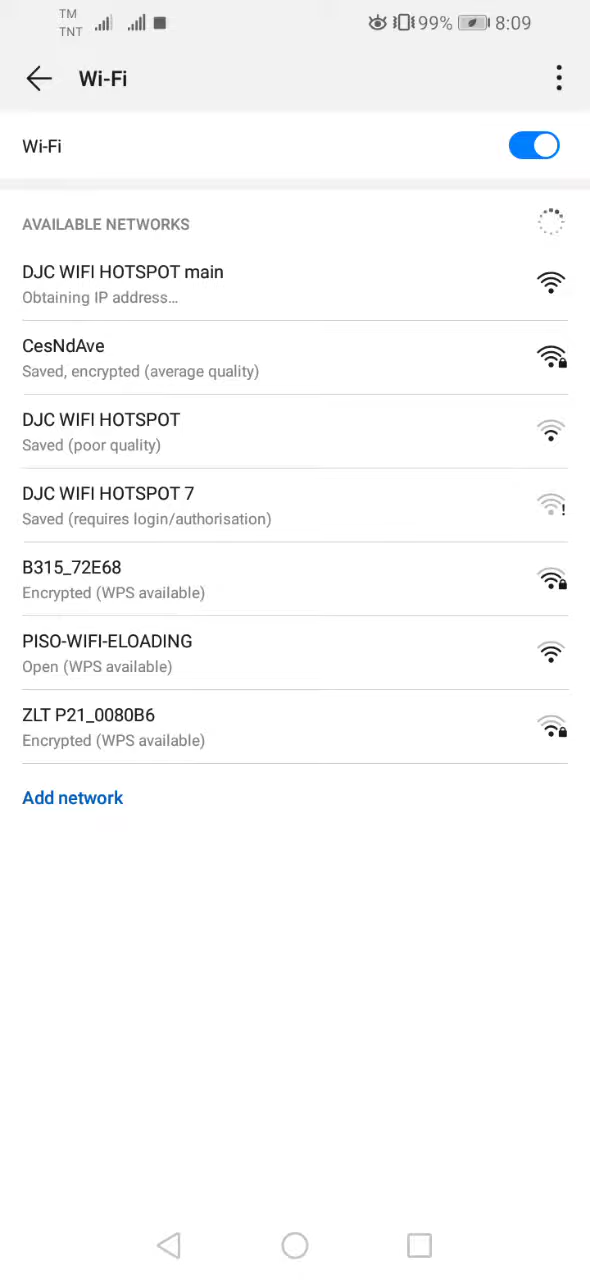 TM
TNT
99% 8:09
Wi-Fi
Wi-Fi
AVAILABLE NETWORKS
DJC WIFI HOTSPOT main
Obtaining IP address...
CesNdAve
Saved, encrypted (average quality)
DJC WIFI HOTSPOT
Saved (poor quality)
DJC WIFI HOTSPOT 7
Saved (requires login/authorisation)
B315_72E68
Encrypted (WPS available)
PISO-WIFI-ELOADING
Open (WPS available)
ZLT P21_0080B6
Encrypted (WPS available)
Add network